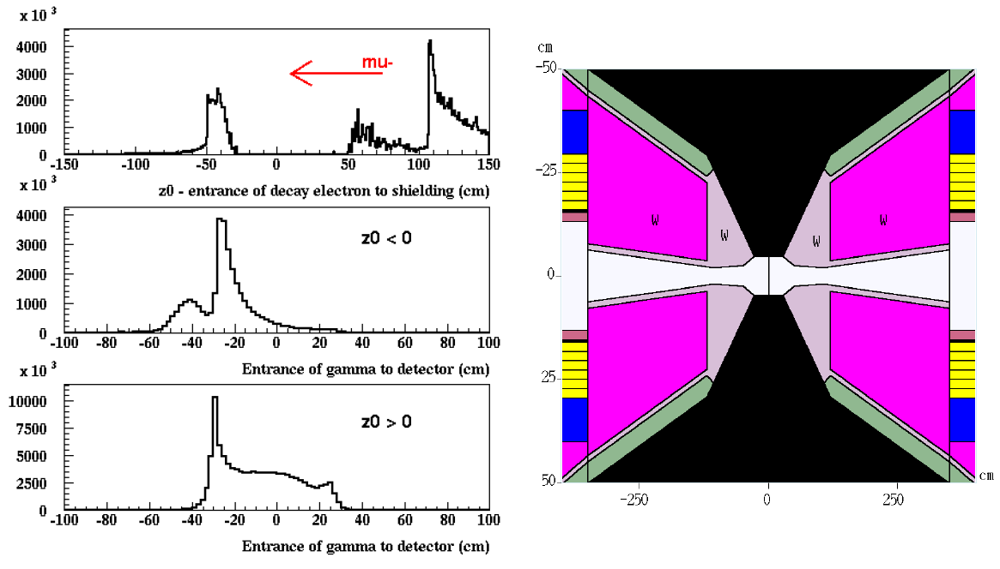 x 10 3
4000
3000
2000
1000
0
mu-
-150 -100 -50 0 50 100 150
z0 - entrance of decay electron to shielding (cm)
x 10 3
4000
3000
2000
1000
0
z0 < 0
-100 -80 -60 -40 -20 0 20 40 60 80 100
Entrance of gamma to detector (cm)
x 10 3
10000
7500
5000
2500
0
z0 > 0
-100 -80 -60 -40 -20 0 20 40 60 80 100
Entrance of gamma to detector (cm)
cm
-50
-25
0
25
50
W W W W
cm
-250 0 250